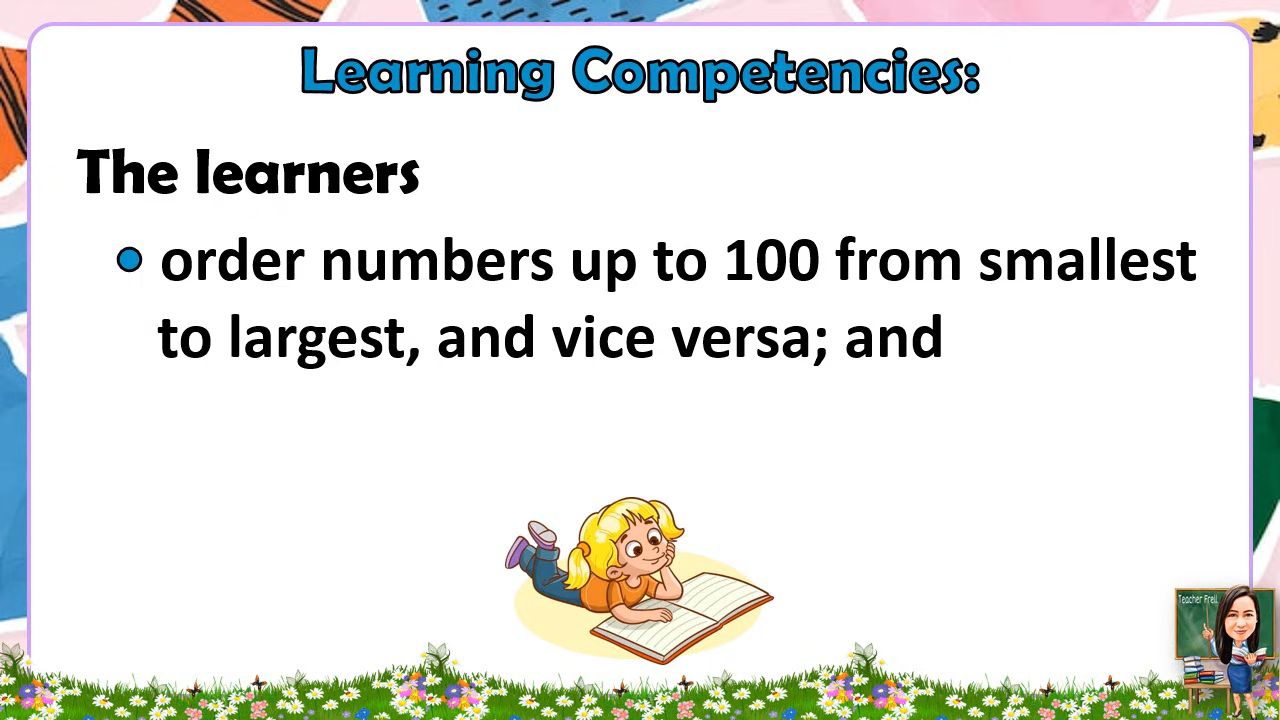 Learning Competencies:
The learners
order numbers up to 100 from smallest
to largest, and vice versa; and
Teacher Frell